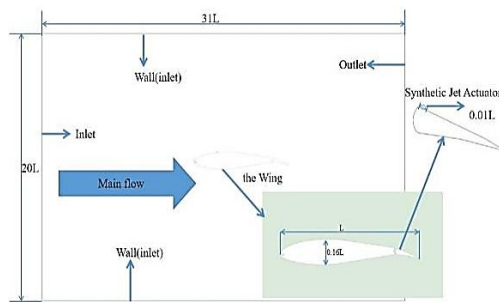 31L
Wall(inlet)
Outlet
Synthetic Jet Actuator
0.01L
Inlet
20L
Main flow
the Wing
L
0.16L
Wall(inlet)